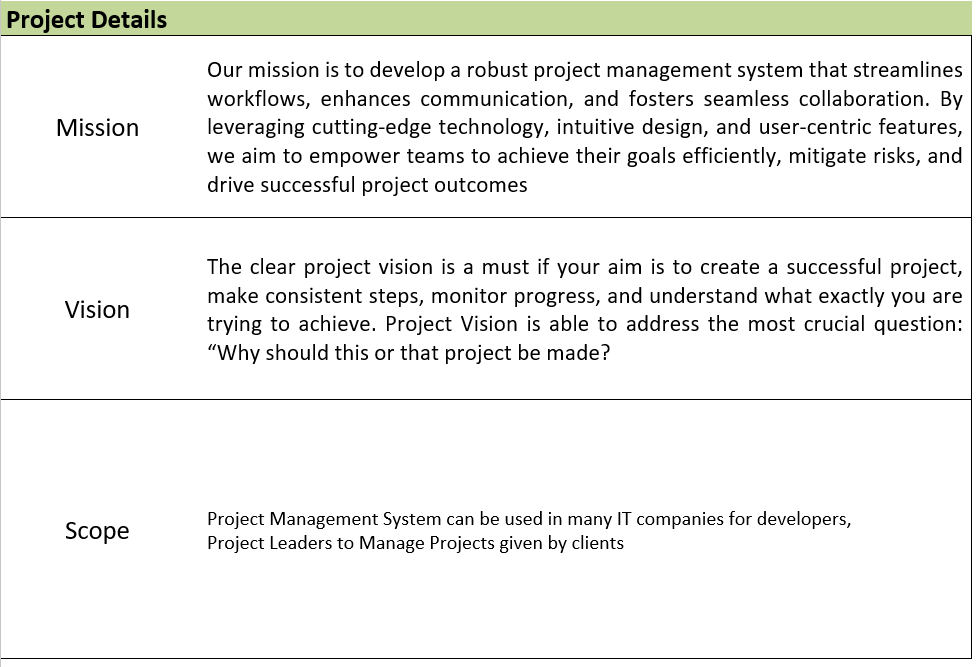 Project Details
Mission
Our mission is to develop a robust project management system that streamlines
workflows, enhances communication, and fosters seamless collaboration. By
leveraging cutting-edge technology, intuitive design, and user-centric features,
we aim to empower teams to achieve their goals efficiently, mitigate risks, and
drive successful project outcomes
Vision
The clear project vision is a must if your aim is to create a successful project,
make consistent steps, monitor progress, and understand what exactly you are
trying to achieve. Project Vision is able to address the most crucial question:
“Why should this or that project be made?
Scope
Project Management System can be used in many IT companies for developers,
Project Leaders to Manage Projects given by clients